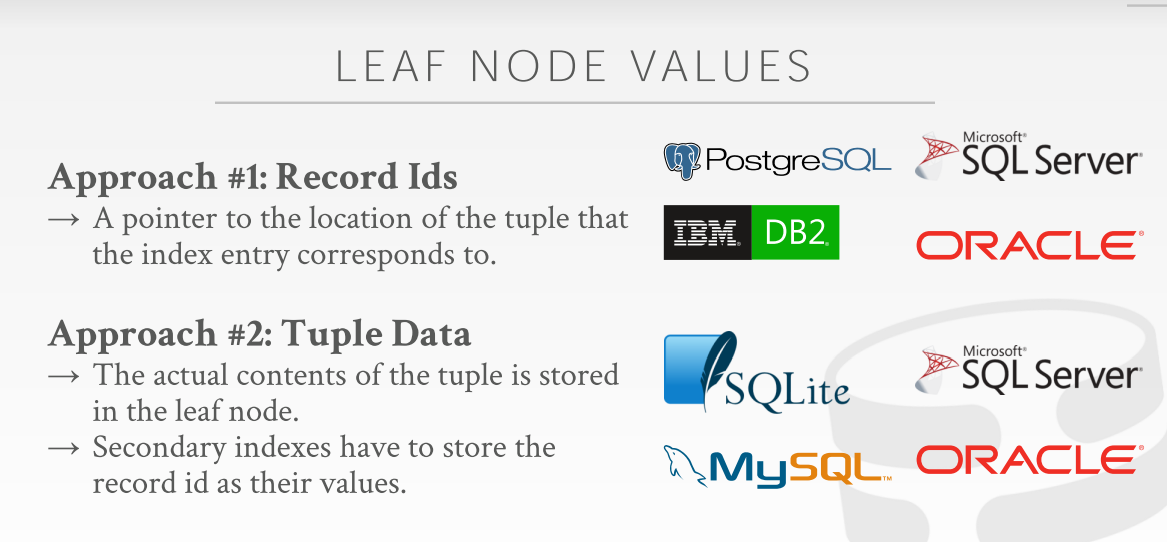 LEAF NODE VALUES
Approach #1: Record Ids
→ A pointer to the location of the tuple that
the index entry corresponds to.
PostgreSQL
Microsoft®
SQL Server®
IBM® DB2®
ORACLE®
Approach #2: Tuple Data
→ The actual contents of the tuple is stored
in the leaf node.
→ Secondary indexes have to store the
record id as their values.
SQLite
Microsoft®
SQL Server®
MySQL™
ORACLE®